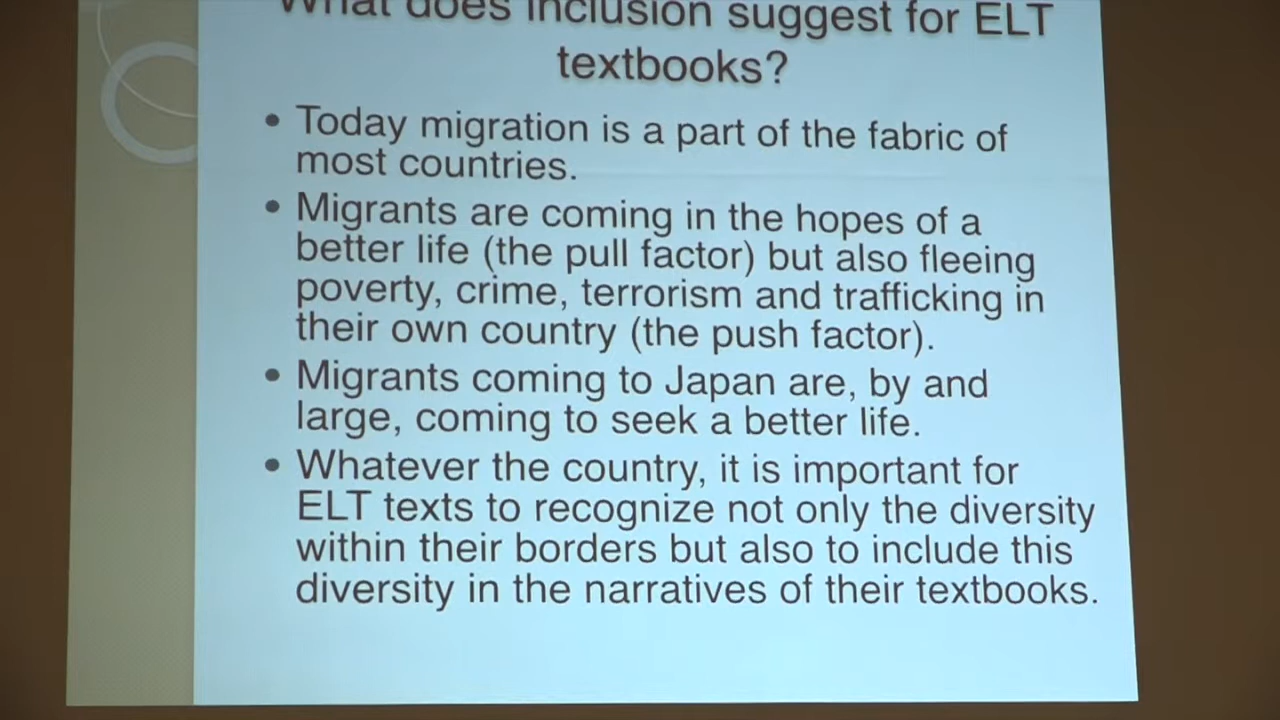 What does inclusion suggest for ELT
textbooks?
• Today migration is a part of the fabric of
most countries.
• Migrants are coming in the hopes of a
better life (the pull factor) but also fleeing
poverty, crime, terrorism and trafficking in
their own country (the push factor).
• Migrants coming to Japan are, by and
large, coming to seek a better life.
• Whatever the country, it is important for
ELT texts to recognize not only the diversity
within their borders but also to include this
diversity in the narratives of their textbooks.